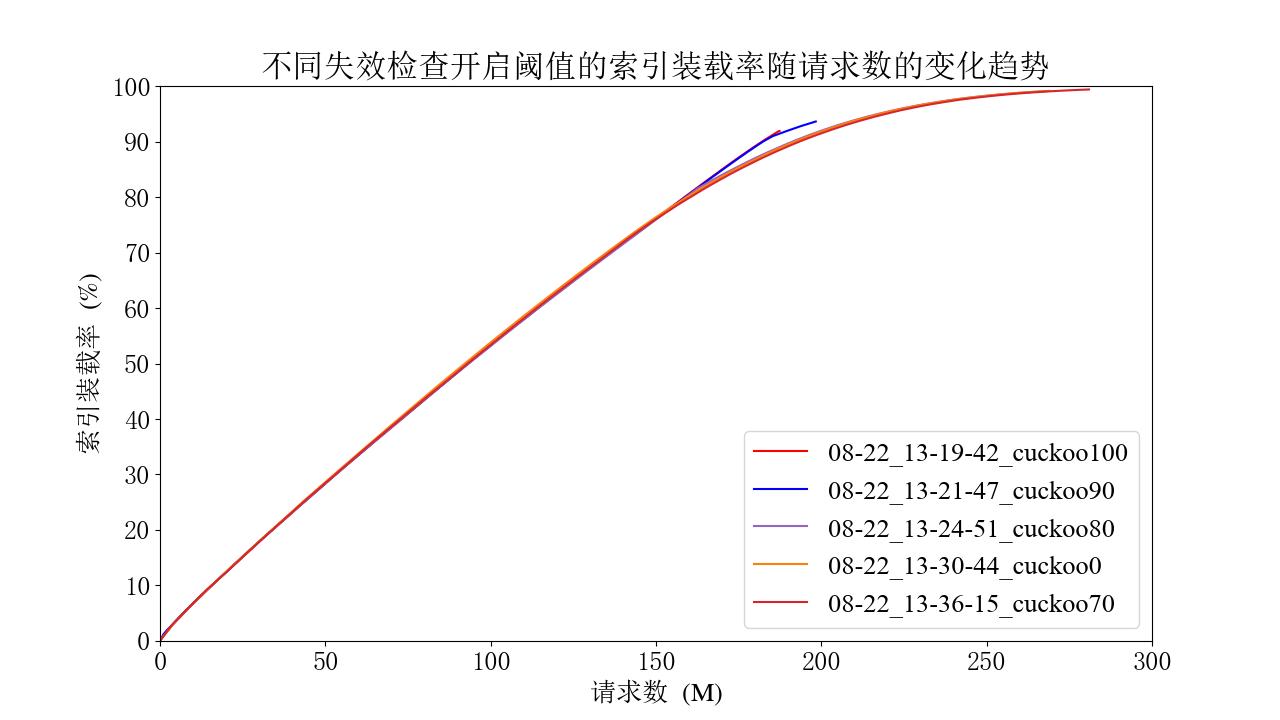 不同失效检查开启阈值的索引装载率随请求数的变化趋势
100
90
80
70
60
50
40
30
20
10
0
索引装载率 (%)
08-22_13-19-42_cuckoo100
08-22_13-21-47_cuckoo90
08-22_13-24-51_cuckoo80
08-22_13-30-44_cuckoo0
08-22_13-36-15_cuckoo70
0 50 100 150 200 250 300
请求数 (M)